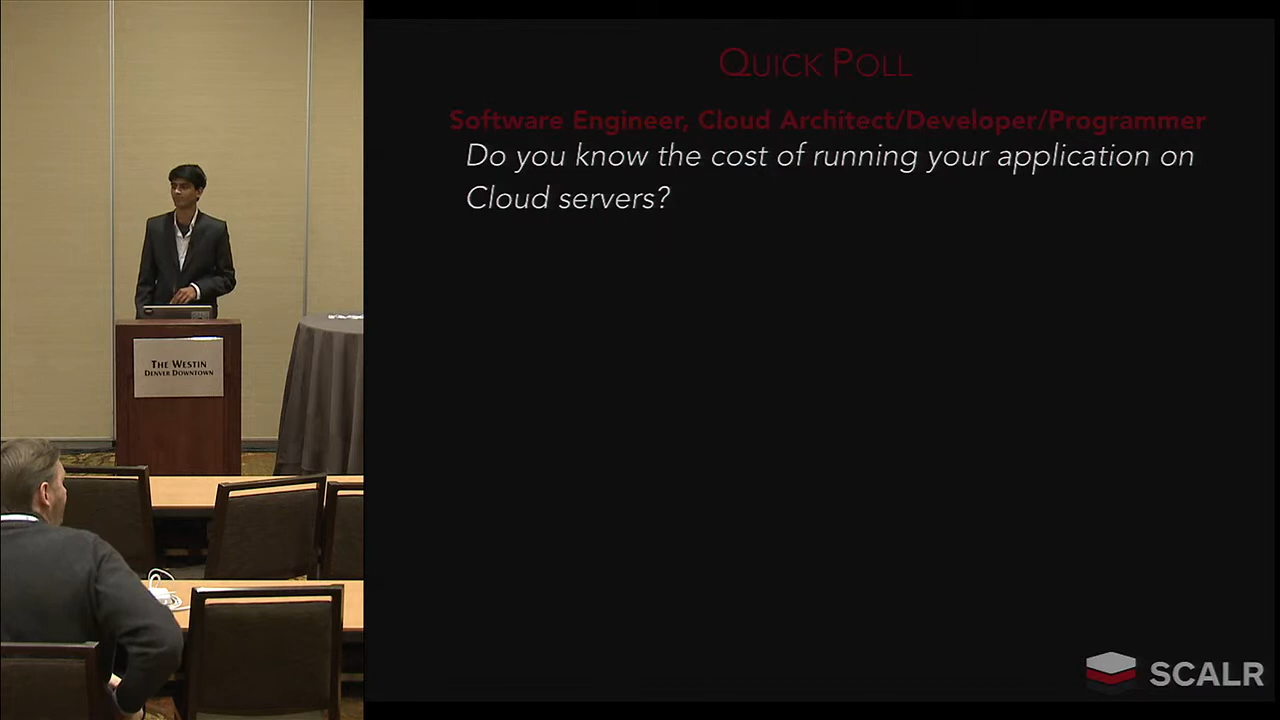 QUICK POLL
Software Engineer, Cloud Architect/Developer/Programmer
Do you know the cost of running your application on
Cloud servers?
THE WESTIN
DENVER DOWNTOWN
SCALR